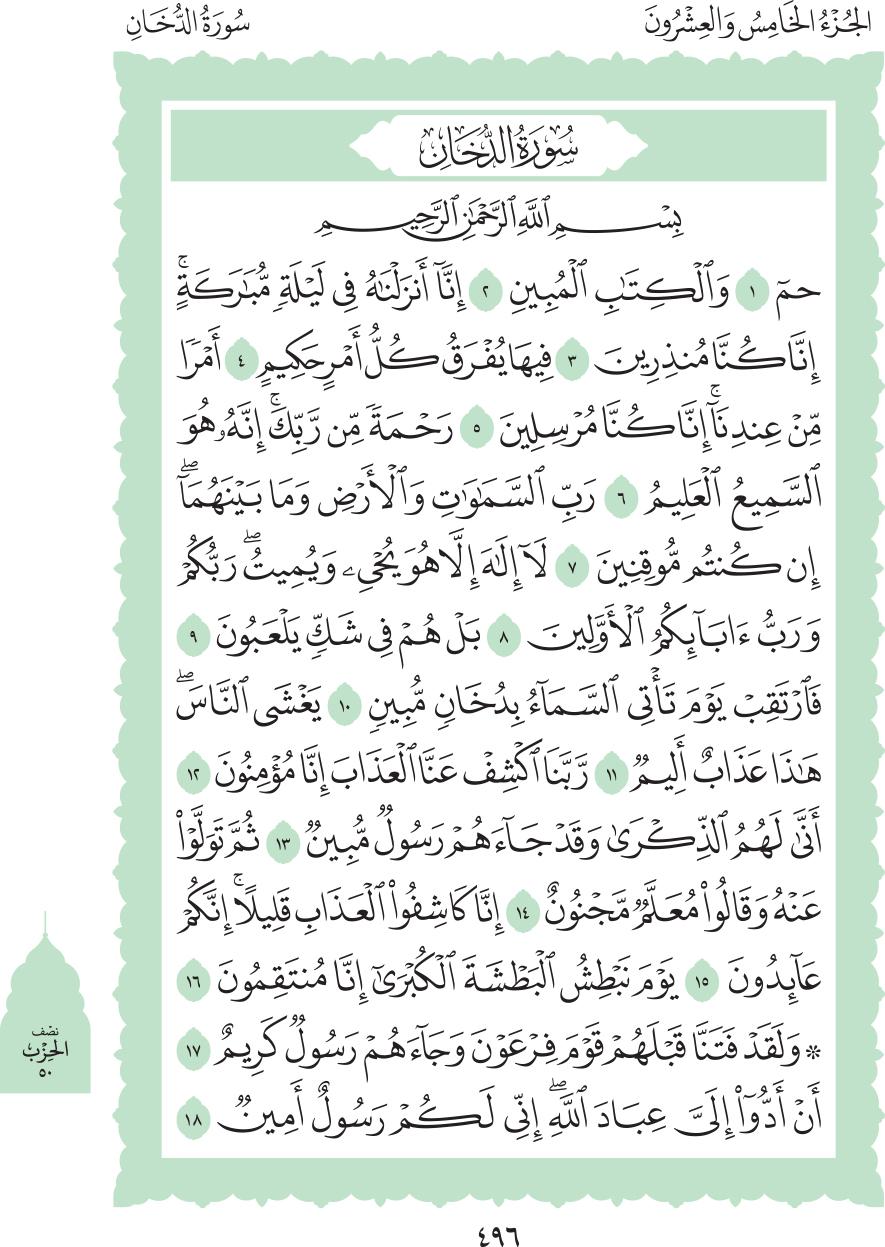 الجُزْءُ الخَامِسُ وَالعِشْرُونَ
سُورَةُ الدُّخَانِ
سُورَةُ الدُّخَانِ
بِسْمِ ٱللَّهِ ٱلرَّحْمَٰنِ ٱلرَّحِيمِ
حمٓ ١ وَٱلْكِتَٰبِ ٱلْمُبِينِ ٢ إِنَّآ أَنزَلْنَٰهُ فِى لَيْلَةٍ مُّبَٰرَكَةٍ ۚ
إِنَّا كُنَّا مُنذِرِينَ ٣ فِيهَا يُفْرَقُ كُلُّ أَمْرٍ حَكِيمٍ ٤ أَمْرًا
مِّنْ عِندِنَآ ۚ إِنَّا كُنَّا مُرْسِلِينَ ٥ رَحْمَةً مِّن رَّبِّكَ ۚ إِنَّهُۥ هُوَ
ٱلسَّمِيعُ ٱلْعَلِيمُ ٦ رَبِّ ٱلسَّمَٰوَٰتِ وَٱلْأَرْضِ وَمَا بَيْنَهُمَآ ۖ
إِن كُنتُم مُّوقِنِينَ ٧ لَآ إِلَٰهَ إِلَّا هُوَ يُحْىِۦ وَيُمِيتُ ۖ رَبُّكُمْ
وَرَبُّ ءَابَآئِكُمُ ٱلْأَوَّلِينَ ٨ بَلْ هُمْ فِى شَكٍّ يَلْعَبُونَ ٩
فَٱرْتَقِبْ يَوْمَ تَأْتِى ٱلسَّمَآءُ بِدُخَانٍ مُّبِينٍ ١٠ يَغْشَى ٱلنَّاسَ ۖ
هَٰذَا عَذَابٌ أَلِيمٌ ١١ رَّبَّنَا ٱكْشِفْ عَنَّا ٱلْعَذَابَ إِنَّا مُؤْمِنُونَ ١٢
أَنَّىٰ لَهُمُ ٱلذِّكْرَىٰ وَقَدْ جَآءَهُمْ رَسُولٌ مُّبِينٌ ١٣ ثُمَّ تَوَلَّوْا۟
عَنْهُ وَقَالُوا۟ مُعَلَّمٌ مَّجْنُونٌ ١٤ إِنَّا كَاشِفُوا۟ ٱلْعَذَابِ قَلِيلًا ۚ إِنَّكُمْ
عَآئِدُونَ ١٥ يَوْمَ نَبْطِشُ ٱلْبَطْشَةَ ٱلْكُبْرَىٰٓ إِنَّا مُنتَقِمُونَ ١٦
۞ وَلَقَدْ فَتَنَّا قَبْلَهُمْ قَوْمَ فِرْعَوْنَ وَجَآءَهُمْ رَسُولٌ كَرِيمٌ ١٧
أَنْ أَدُّوٓا۟ إِلَىَّ عِبَادَ ٱللَّهِ ۖ إِنِّى لَكُمْ رَسُولٌ أَمِينٌ ١٨
نِصْف
الحِزْب
٥٠
٤٩٦